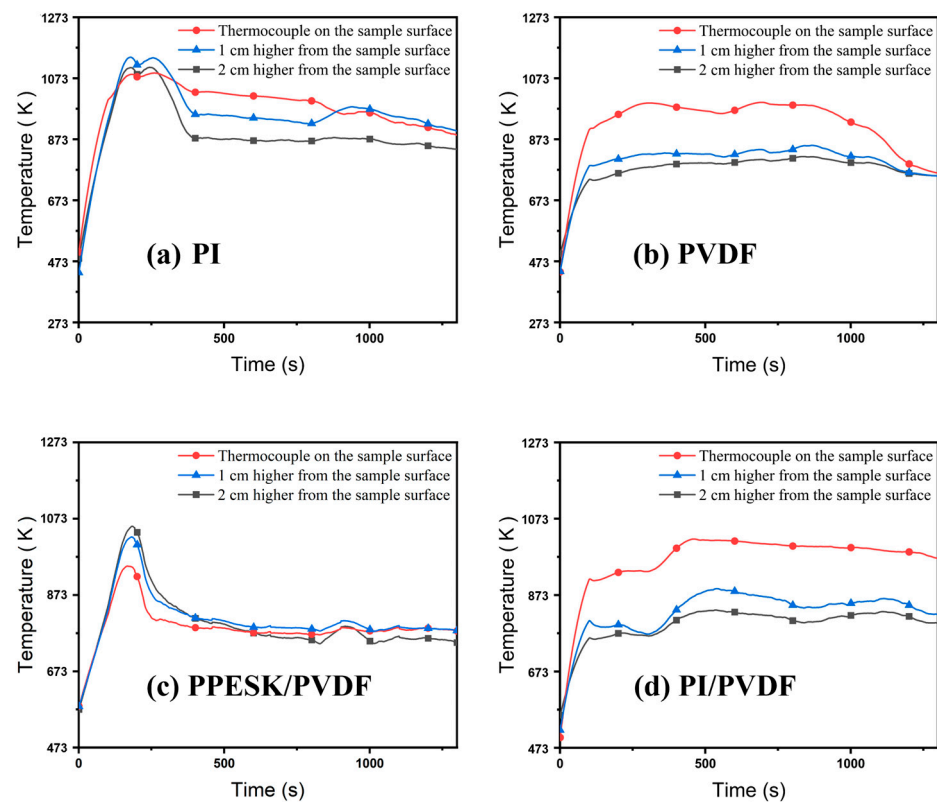 1273
1073
873
673
473
273
Temperature ( K )
Thermocouple on the sample surface
1 cm higher from the sample surface
2 cm higher from the sample surface
(a) PI
0
500
1000
Time (s)
1273
1073
873
673
473
273
Temperature ( K )
Thermocouple on the sample surface
1 cm higher from the sample surface
2 cm higher from the sample surface
(b) PVDF
0
500
1000
Time (s)
1273
1073
873
673
473
Temperature ( K )
Thermocouple on the sample surface
1 cm higher from the sample surface
2 cm higher from the sample surface
(c) PPESK/PVDF
0
500
1000
Time (s)
1273
1073
873
673
473
Temperature ( K )
Thermocouple on the sample surface
1 cm higher from the sample surface
2 cm higher from the sample surface
(d) PI/PVDF
0
500
1000
Time (s)